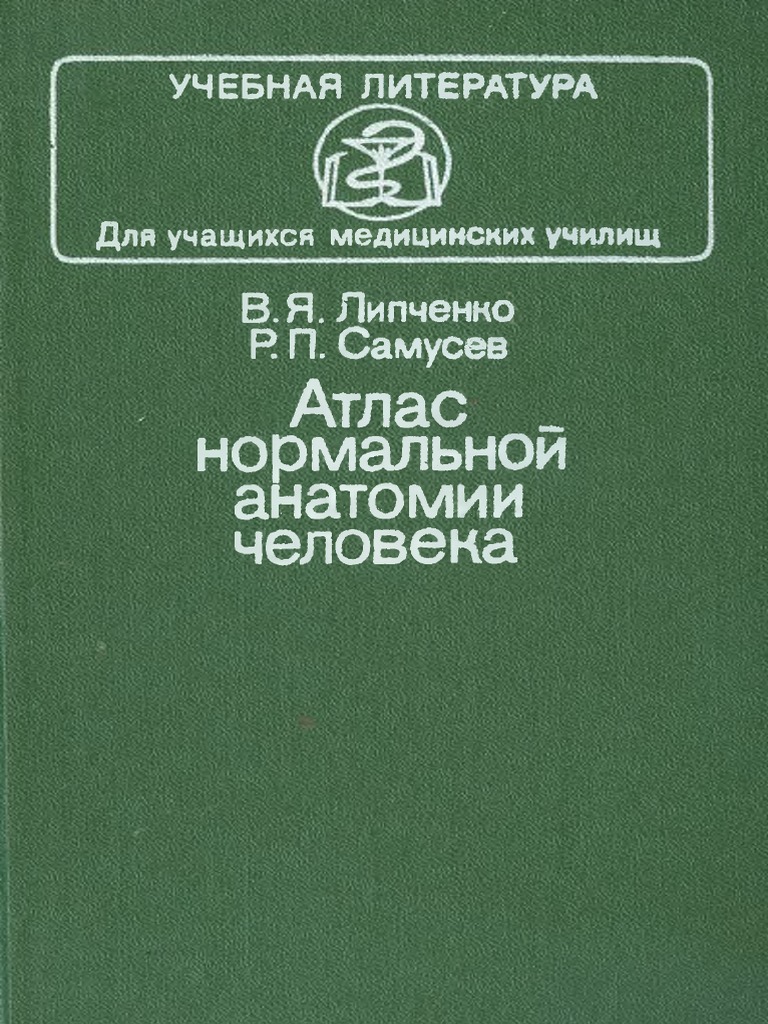 УЧЕБНАЯ ЛИТЕРАТУРА
Для учащихся медицинских училищ
В. Я. Липченко
Р. П. Самусев
Атлас
нормальной
анатомии
человека